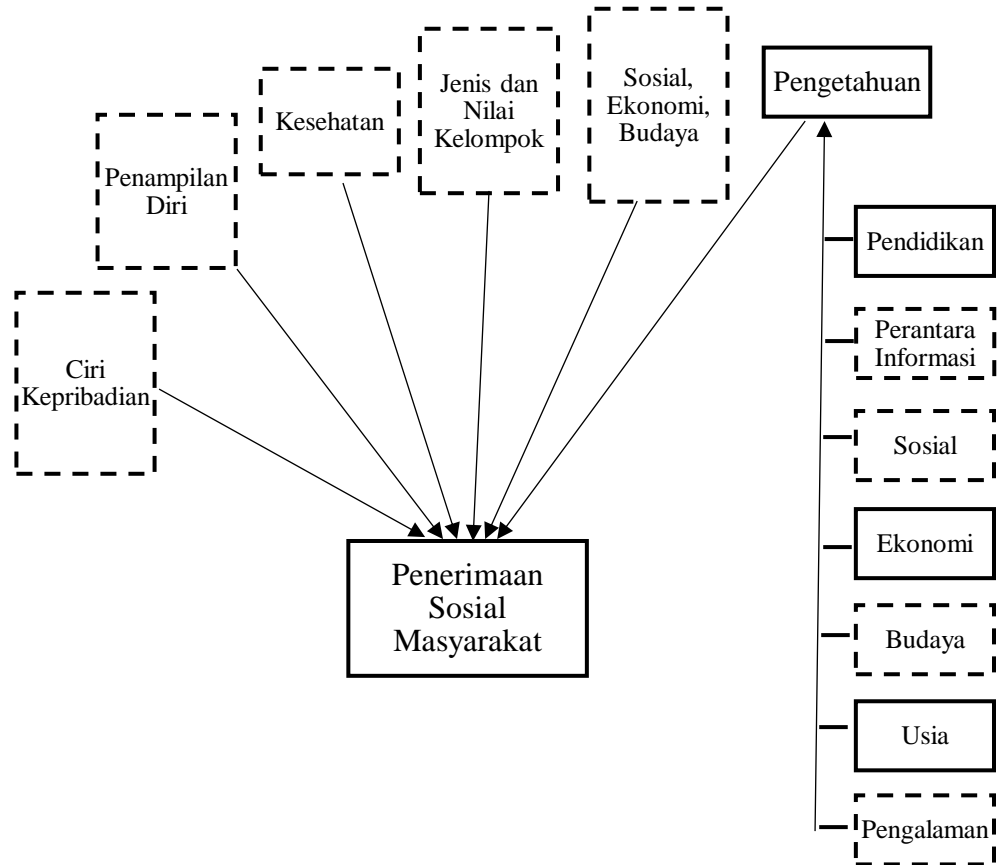 Ciri
Kepribadian
Penampilan
Diri
Kesehatan
Jenis dan
Nilai
Kelompok
Sosial,
Ekonomi,
Budaya
Pengetahuan
Pendidikan
Perantara
Informasi
Sosial
Ekonomi
Budaya
Usia
Pengalaman
Penerimaan
Sosial
Masyarakat